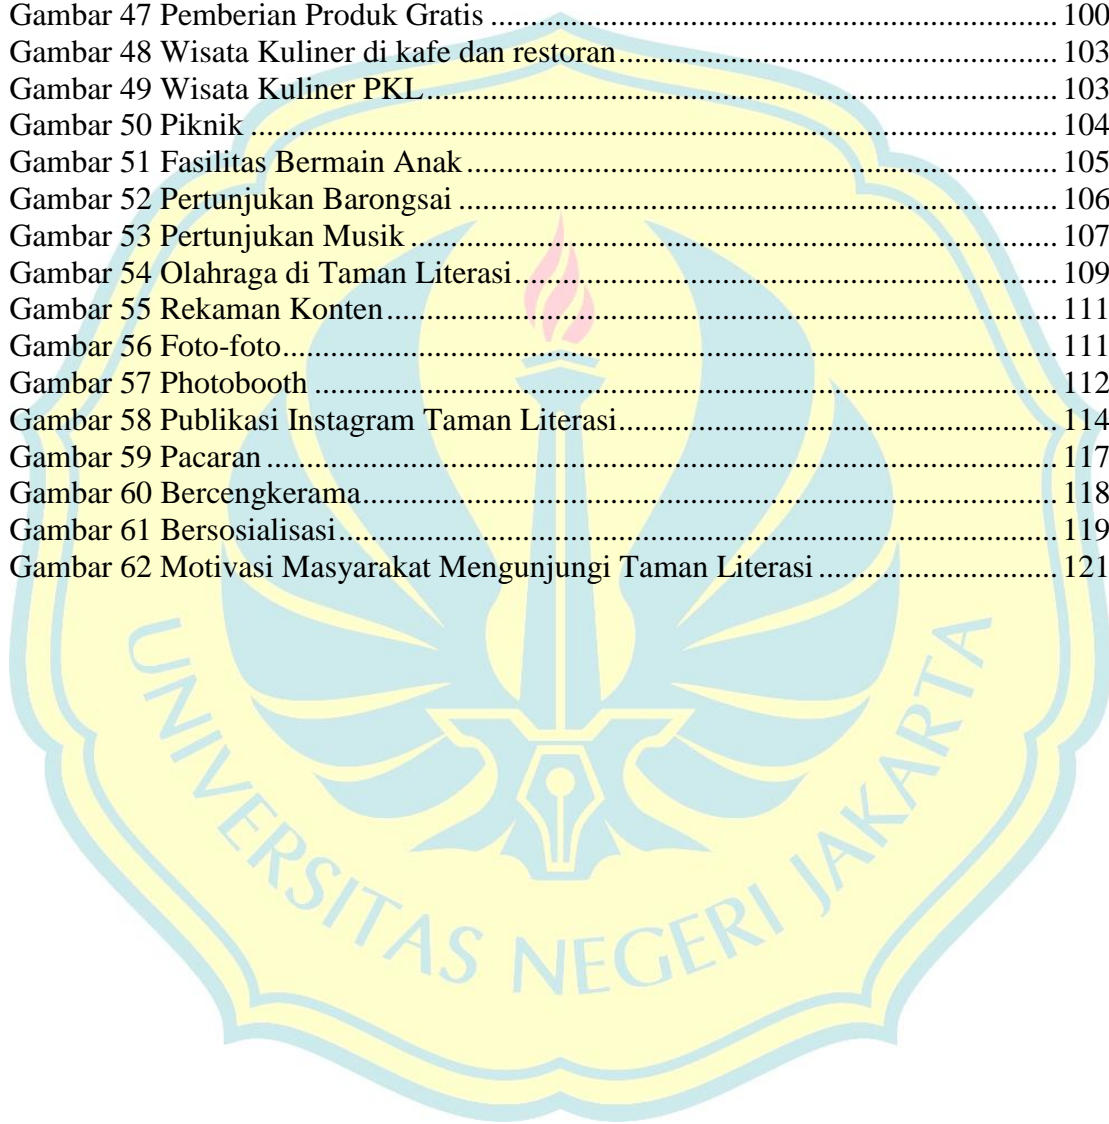 Gambar 47 Pemberian Produk Gratis ........................................................................ 100
Gambar 48 Wisata Kuliner di kafe dan restoran........................................................ 103
Gambar 49 Wisata Kuliner PKL................................................................................ 103
Gambar 50 Piknik ...................................................................................................... 104
Gambar 51 Fasilitas Bermain Anak........................................................................... 105
Gambar 52 Pertunjukan Barongsai ............................................................................ 106
Gambar 53 Pertunjukan Musik .................................................................................. 107
Gambar 54 Olahraga di Taman Literasi..................................................................... 109
Gambar 55 Rekaman Konten..................................................................................... 111
Gambar 56 Foto-foto.................................................................................................. 111
Gambar 57 Photobooth .............................................................................................. 112
Gambar 58 Publikasi Instagram Taman Literasi........................................................ 114
Gambar 59 Pacaran .................................................................................................... 117
Gambar 60 Bercengkerama........................................................................................ 118
Gambar 61 Bersosialisasi........................................................................................... 119
Gambar 62 Motivasi Masyarakat Mengunjungi Taman Literasi ............................... 121
UNIVERSITAS NEGERI JAKARTA